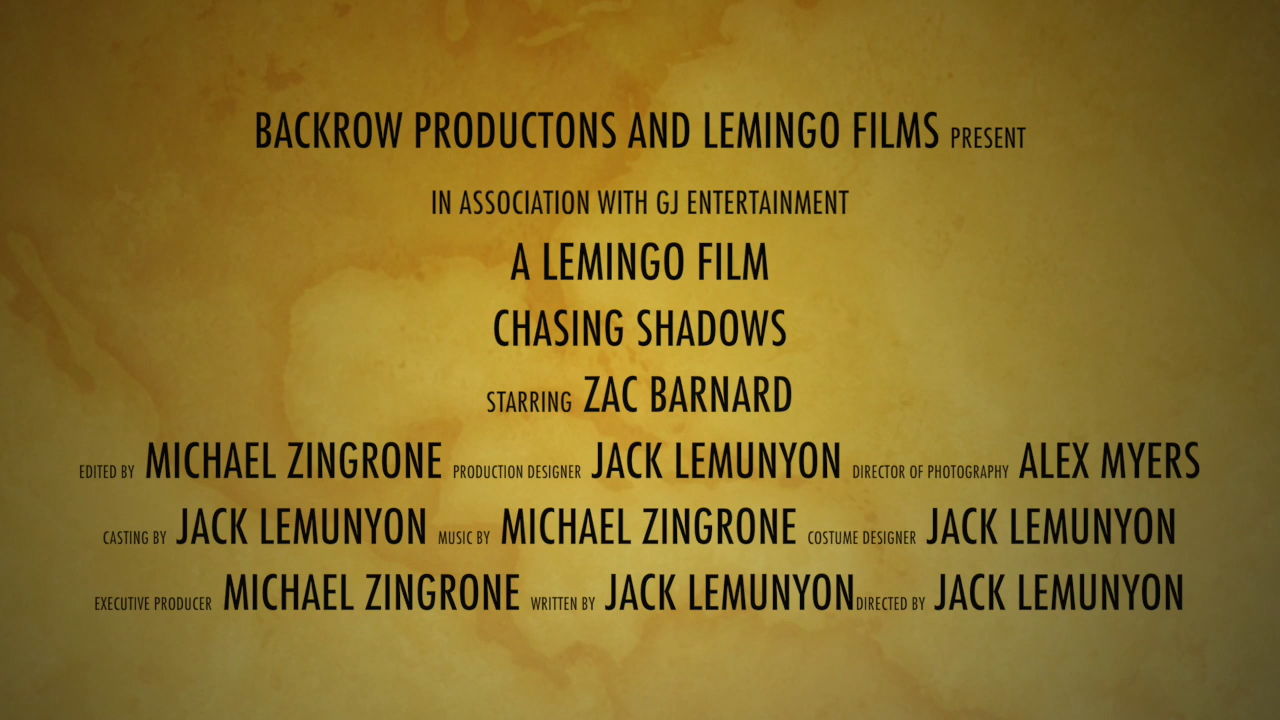 BACKROW PRODUCTONS AND LEMINGO FILMS PRESENT
IN ASSOCIATION WITH GJ ENTERTAINMENT
A LEMINGO FILM
CHASING SHADOWS
STARRING ZAC BARNARD
EDITED BY MICHAEL ZINGRONE PRODUCTION DESIGNER JACK LEMUNYON DIRECTOR OF PHOTOGRAPHY ALEX MYERS
CASTING BY JACK LEMUNYON MUSIC BY MICHAEL ZINGRONE COSTUME DESIGNER JACK LEMUNYON
EXECUTIVE PRODUCER MICHAEL ZINGRONE WRITTEN BY JACK LEMUNYON DIRECTED BY JACK LEMUNYON